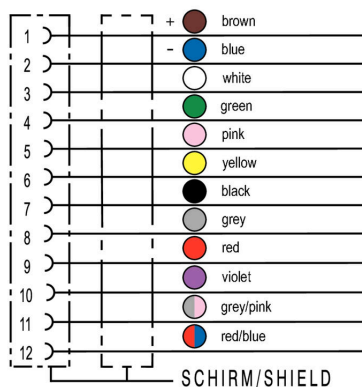 + brown
1
- blue
2
white
3
green
4
pink
5
yellow
6
black
7
grey
8
red
9
violet
10
grey/pink
11
red/blue
12
SCHIRM/SHIELD